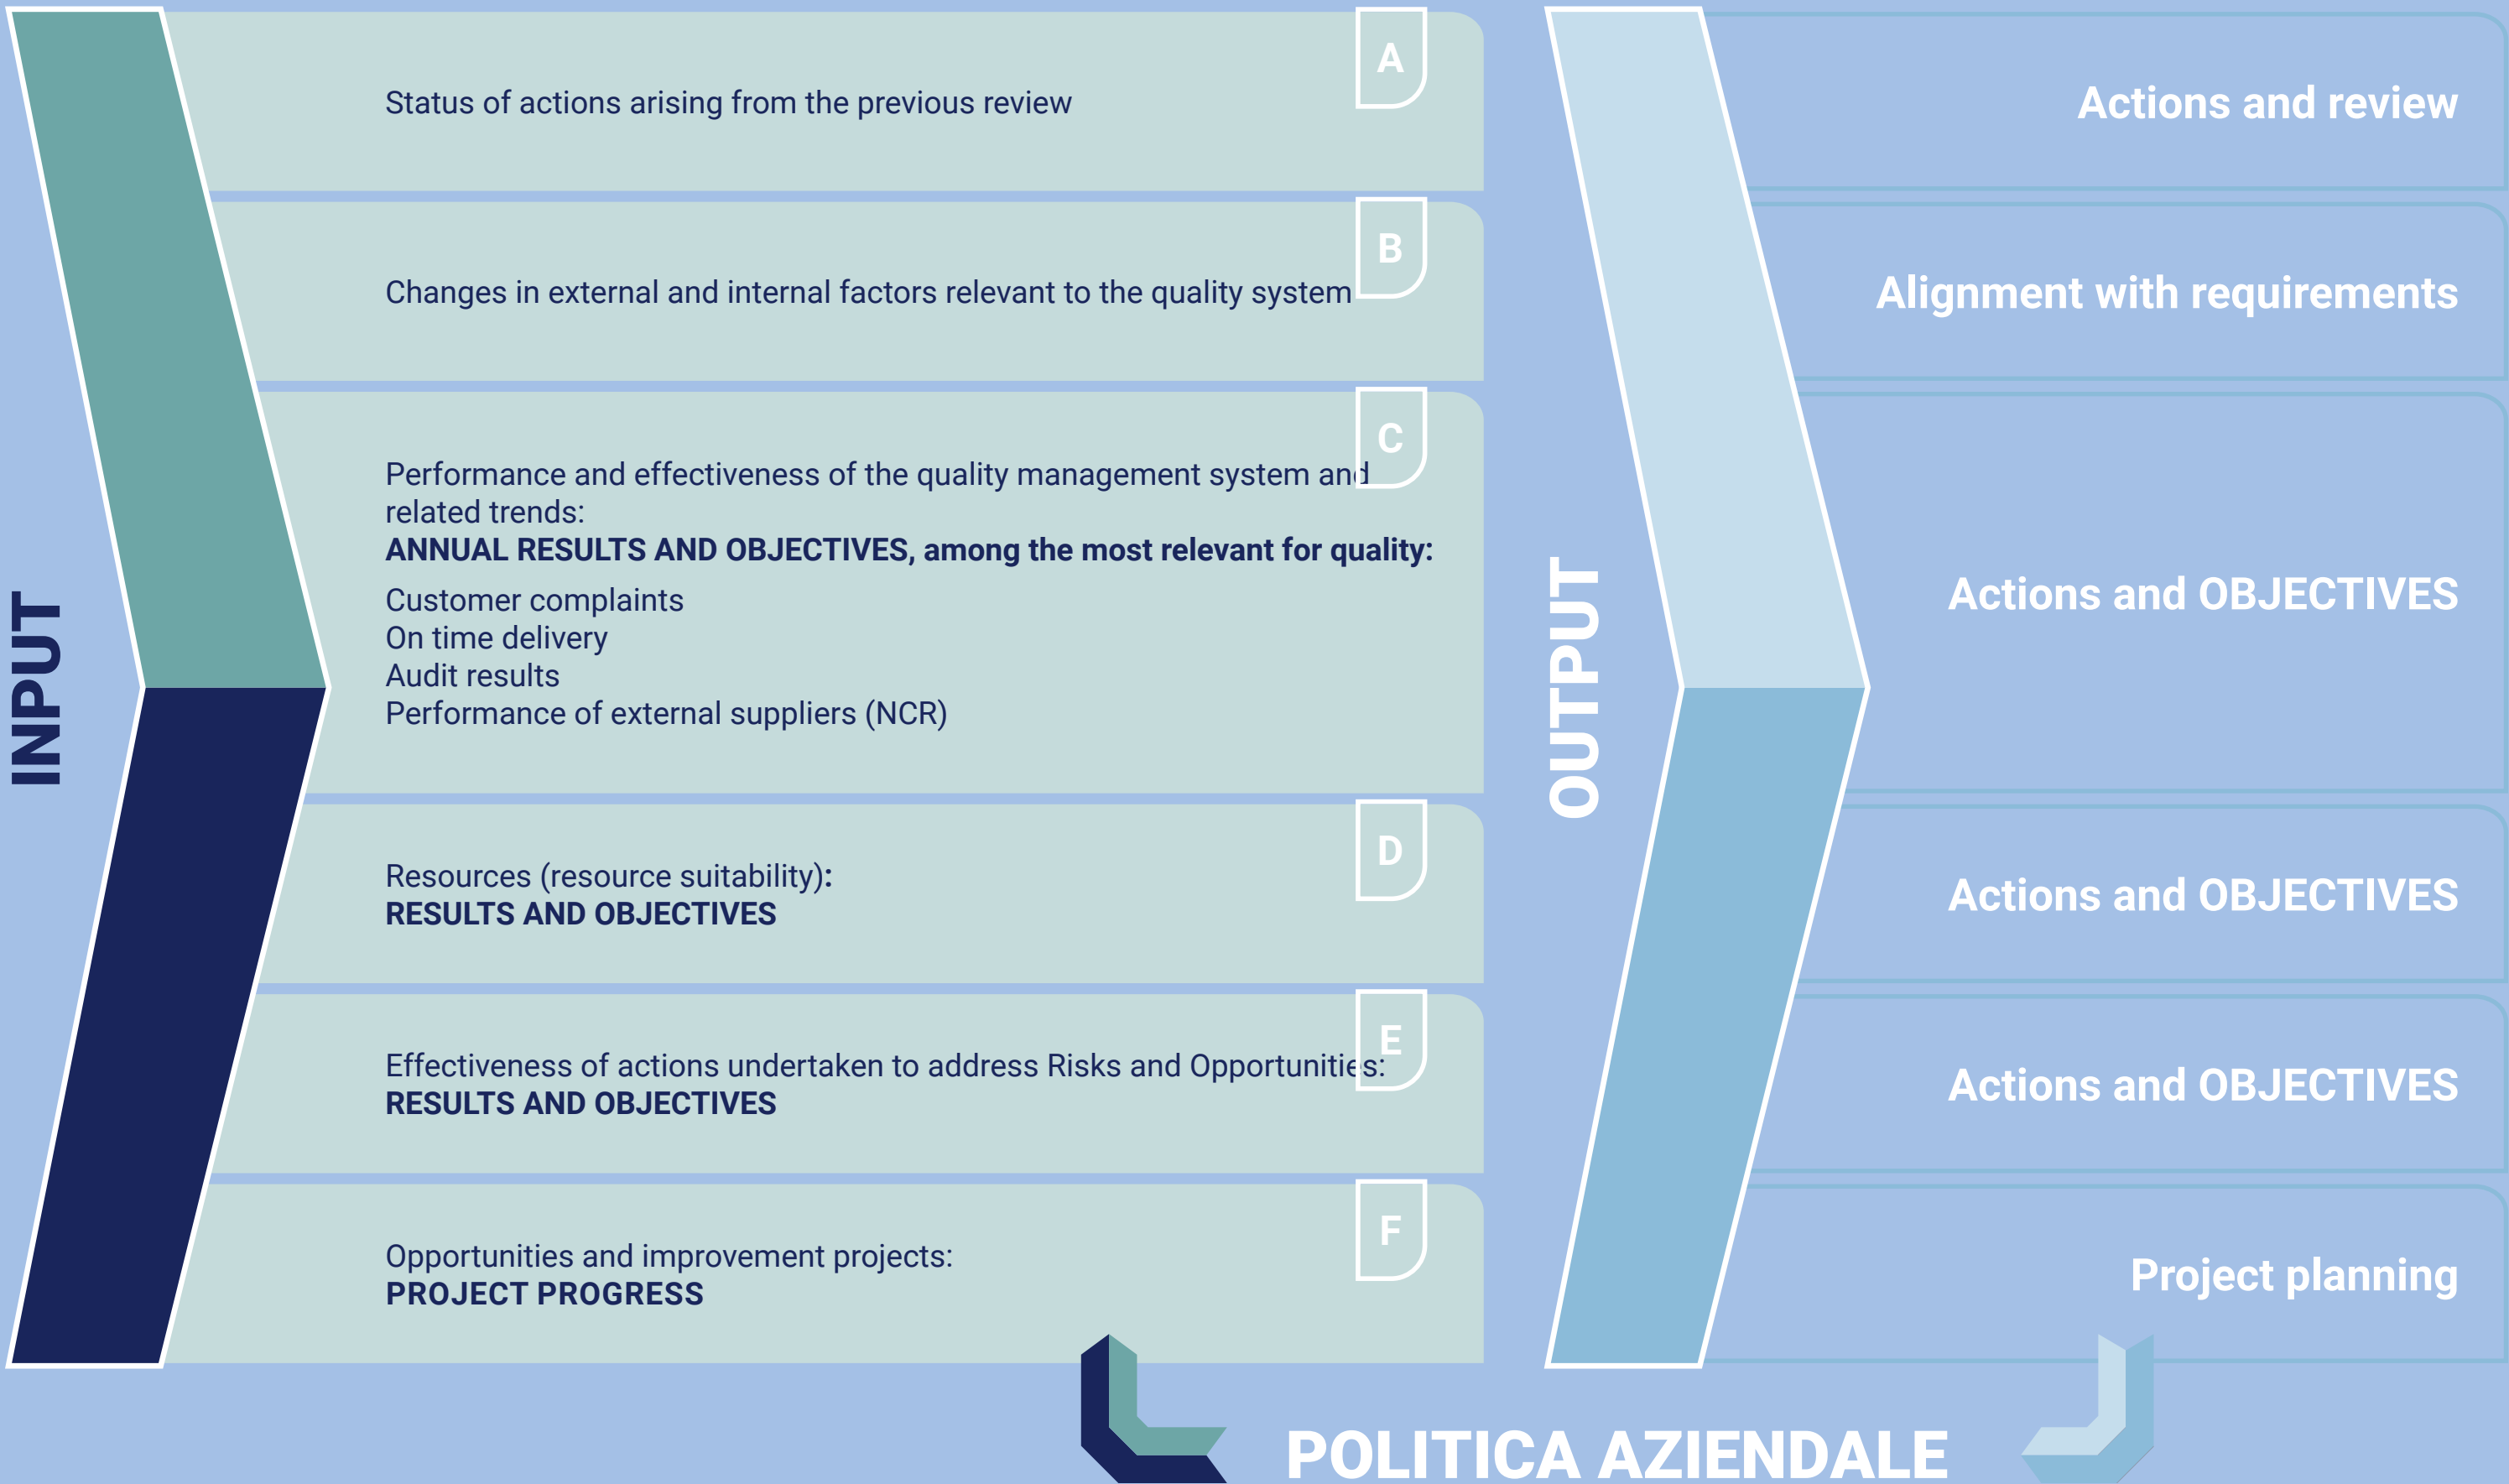 INPUT
A
Status of actions arising from the previous review
B
Changes in external and internal factors relevant to the quality system
C
Performance and effectiveness of the quality management system and
related trends:
ANNUAL RESULTS AND OBJECTIVES, among the most relevant for quality:
Customer complaints
On time delivery
Audit results
Performance of external suppliers (NCR)
D
Resources (resource suitability):
RESULTS AND OBJECTIVES
E
Effectiveness of actions undertaken to address Risks and Opportunities:
RESULTS AND OBJECTIVES
F
Opportunities and improvement projects:
PROJECT PROGRESS
OUTPUT
Actions and review
Alignment with requirements
Actions and OBJECTIVES
Actions and OBJECTIVES
Actions and OBJECTIVES
Project planning
POLITICA AZIENDALE